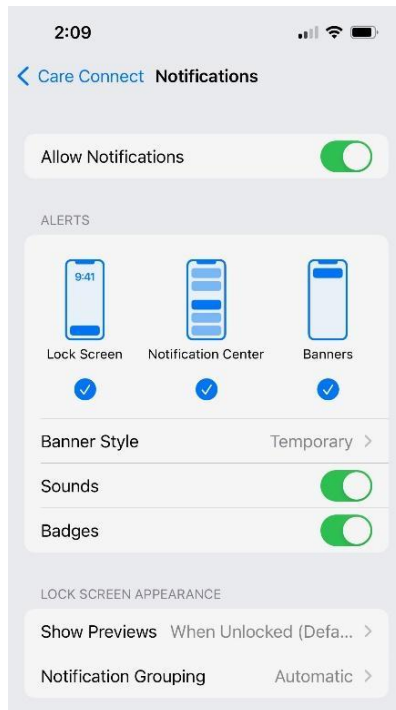 2:09
Care Connect Notifications
Allow Notifications
ALERTS
9:41
Lock Screen Notification Center Banners
Banner Style Temporary
Sounds
Badges
LOCK SCREEN APPEARANCE
Show Previews When Unlocked (Defa...
Notification Grouping Automatic